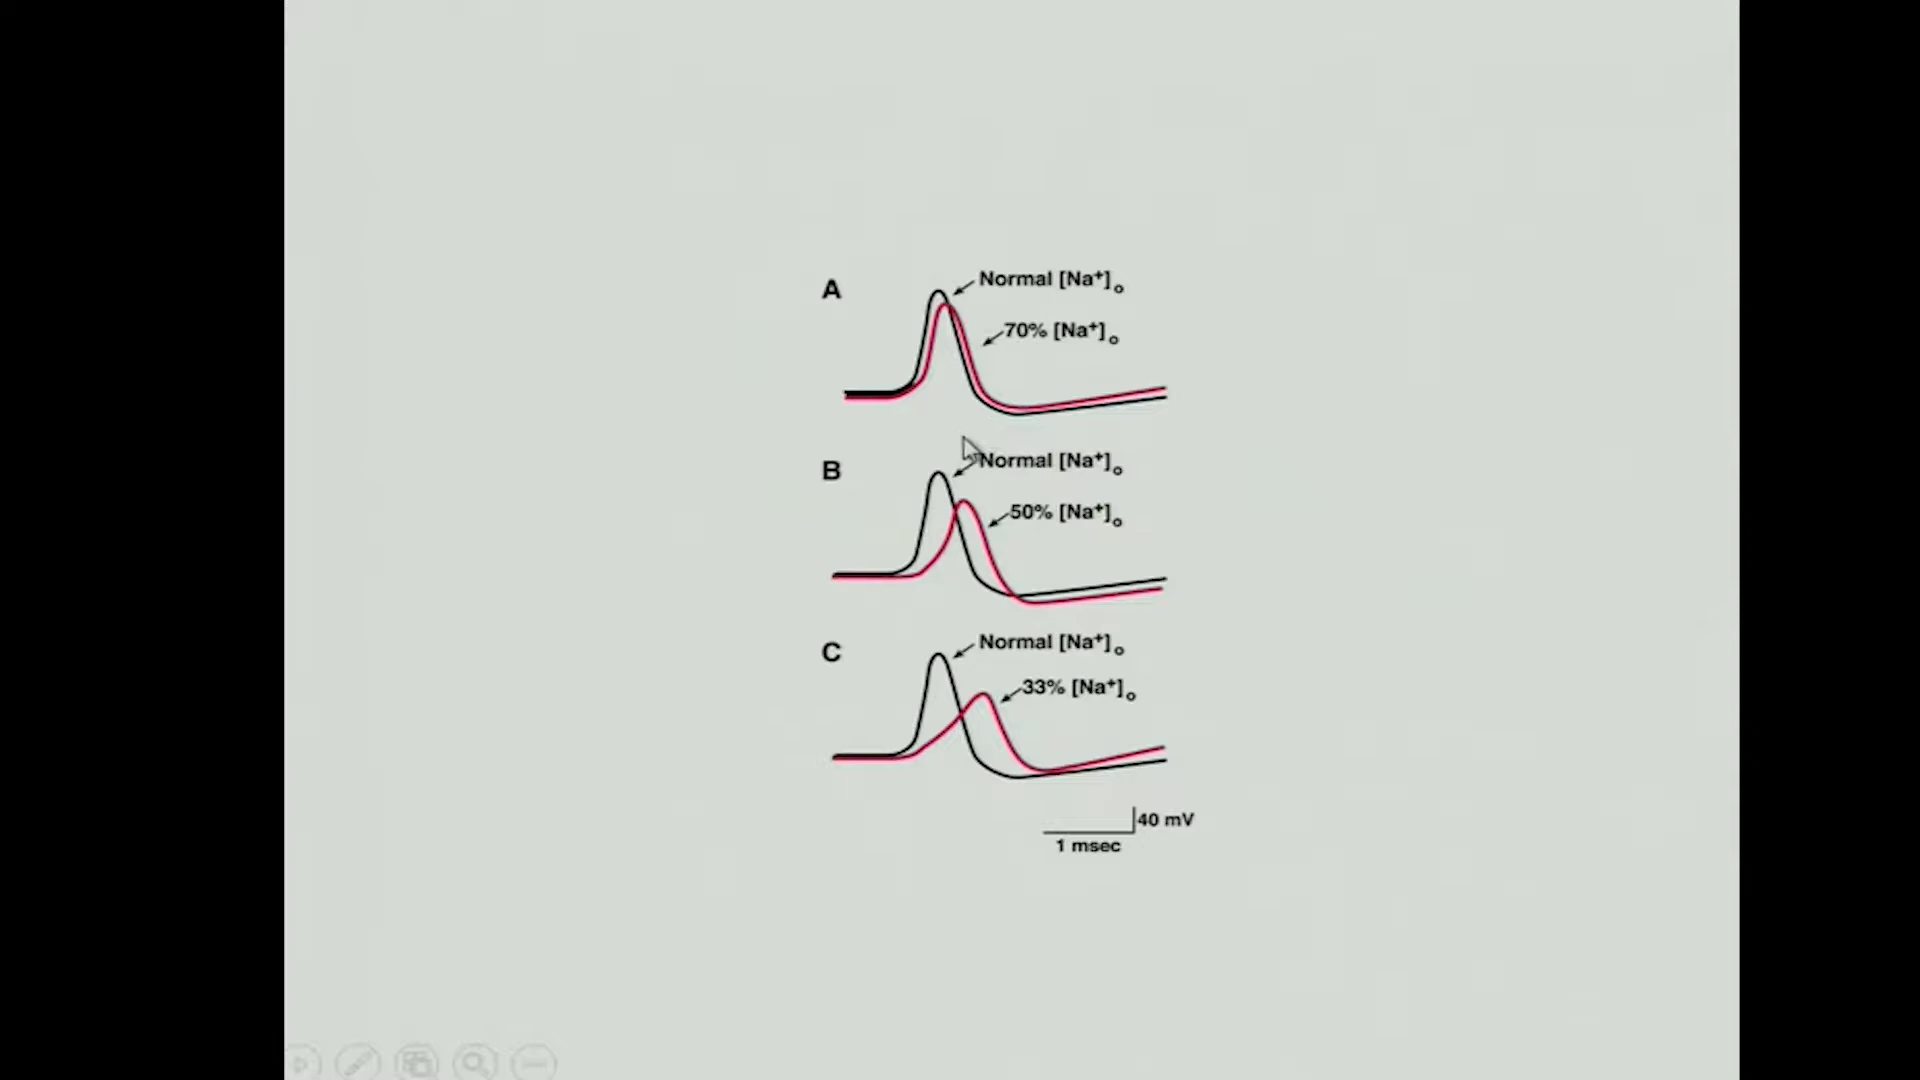 A
Normal [Na⁺]ₒ
70% [Na⁺]ₒ
B
Normal [Na⁺]ₒ
50% [Na⁺]ₒ
C
Normal [Na⁺]ₒ
33% [Na⁺]ₒ
40 mV
1 msec